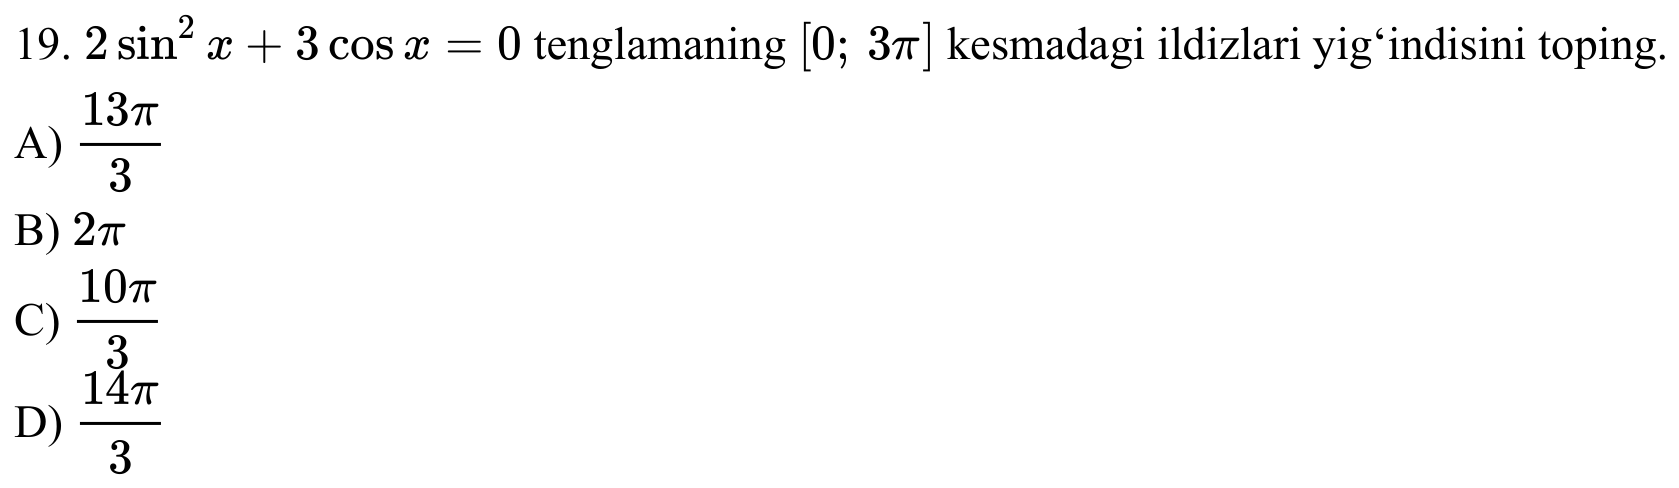 19. 2 sin² x + 3 cos x = 0 tenglamaning [0; 3π] kesmadagi ildizlari yig‘indisini toping.
A) 13π/3
B) 2π
C) 10π/3
D) 14π/3